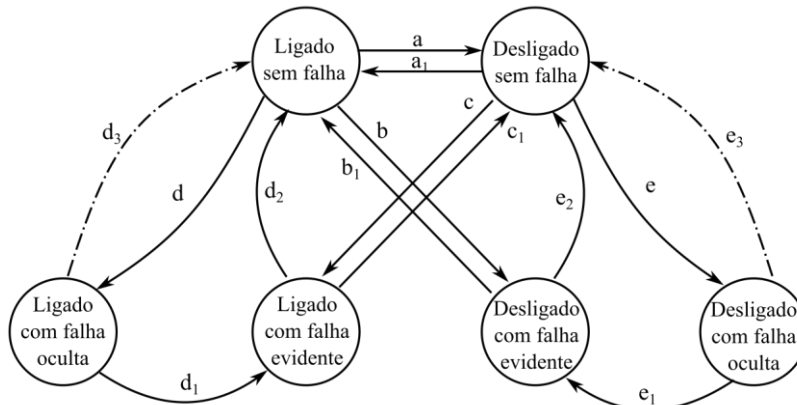 Ligado
sem falha
a
a1
Desligado
sem falha
d3
d
d2
b
b1
c
c1
e2
e
e3
Ligado
com falha
oculta
Ligado
com falha
evidente
Desligado
com falha
evidente
Desligado
com falha
oculta
d1
e1